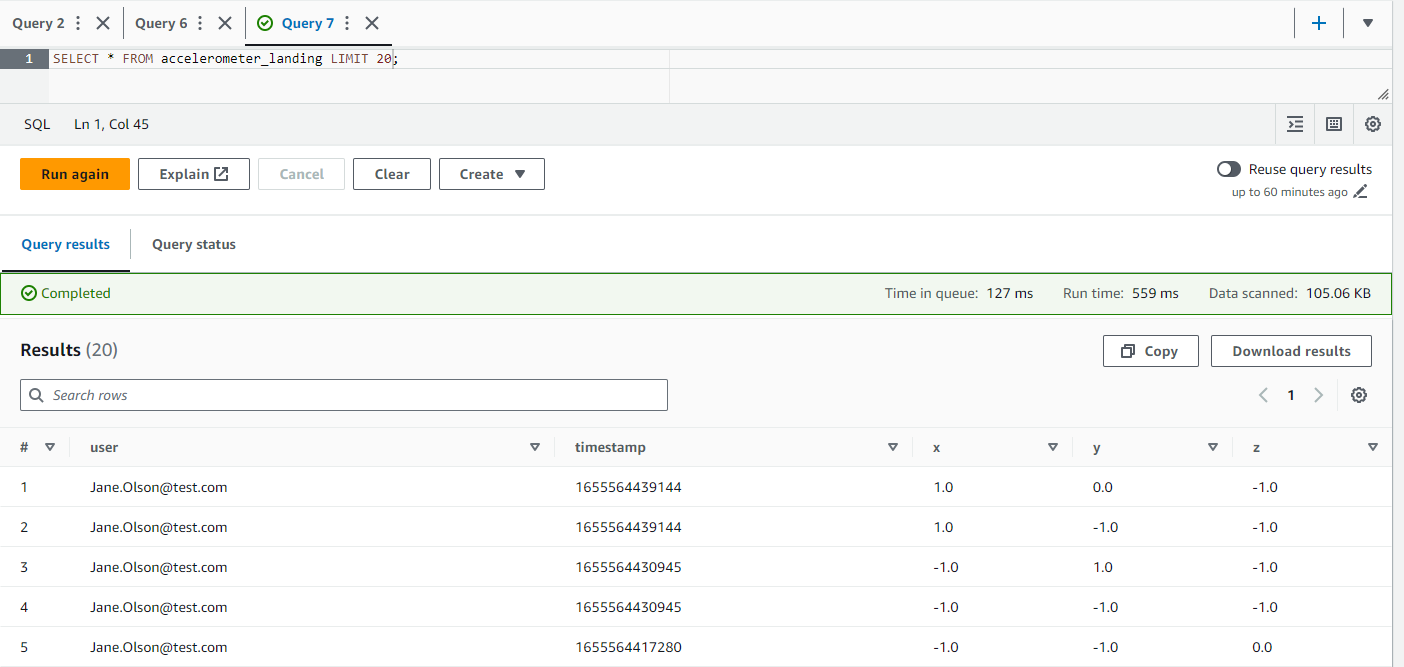 Query 2 Query 6 Query 7
1 SELECT * FROM accelerometer_landing LIMIT 20;
SQL Ln 1, Col 45
Run again Explain Cancel Clear Create Reuse query results
up to 60 minutes ago
Query results Query status
Completed Time in queue: 127 ms Run time: 559 ms Data scanned: 105.06 KB
Results (20) Copy Download results
Search rows 1
# user timestamp x y z
1 Jane.Olson@test.com 1655564439144 1.0 0.0 -1.0
2 Jane.Olson@test.com 1655564439144 1.0 -1.0 -1.0
3 Jane.Olson@test.com 1655564430945 -1.0 1.0 -1.0
4 Jane.Olson@test.com 1655564430945 -1.0 -1.0 -1.0
5 Jane.Olson@test.com 1655564417280 -1.0 -1.0 0.0